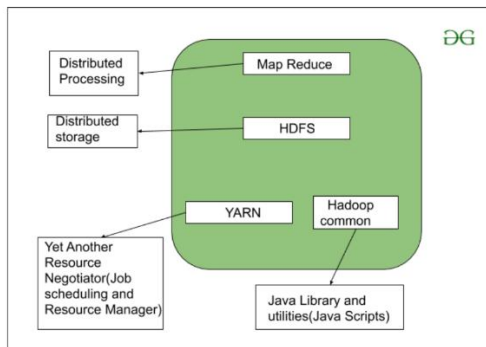 Distributed
Processing
Map Reduce
Distributed
storage
HDFS
YARN
Hadoop
common
Yet Another
Resource
Negotiator(Job
scheduling and
Resource Manager)
Java Library and
utilities(Java Scripts)